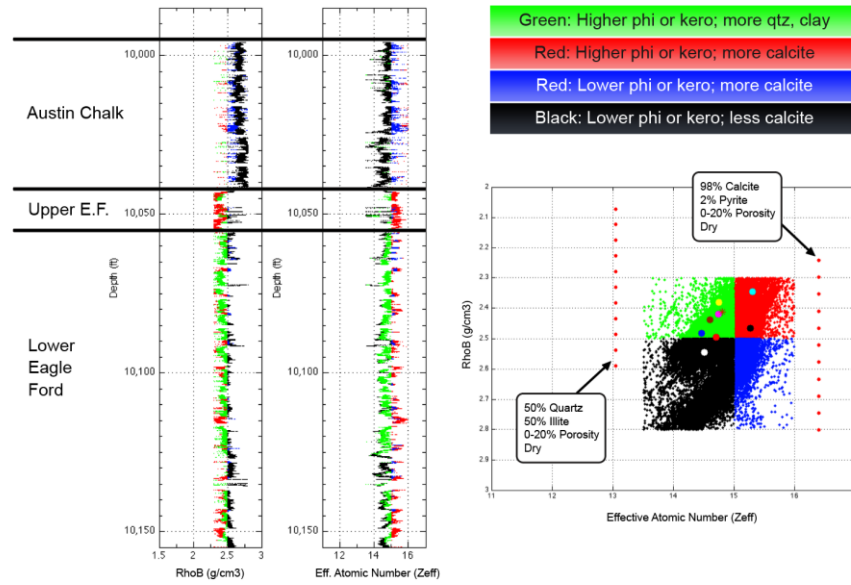 Green: Higher phi or kero; more qtz, clay
Red: Higher phi or kero; more calcite
Red: Lower phi or kero; more calcite
Black: Lower phi or kero; less calcite
Austin Chalk
Upper E.F.
Lower
Eagle
Ford
10,000
10,050
10,100
10,150
Depth (ft)
1.5 2 2.5 3
RhoB (g/cm3)
10,000
10,050
10,100
10,150
Depth (ft)
12 14 16
Eff. Atomic Number (Zeff)
98% Calcite
2% Pyrite
0-20% Porosity
Dry
50% Quartz
50% Illite
0-20% Porosity
Dry
2
2.1
2.2
2.3
2.4
2.5
2.6
2.7
2.8
2.9
3
RhoB (g/cm3)
11 12 13 14 15 16
Effective Atomic Number (Zeff)